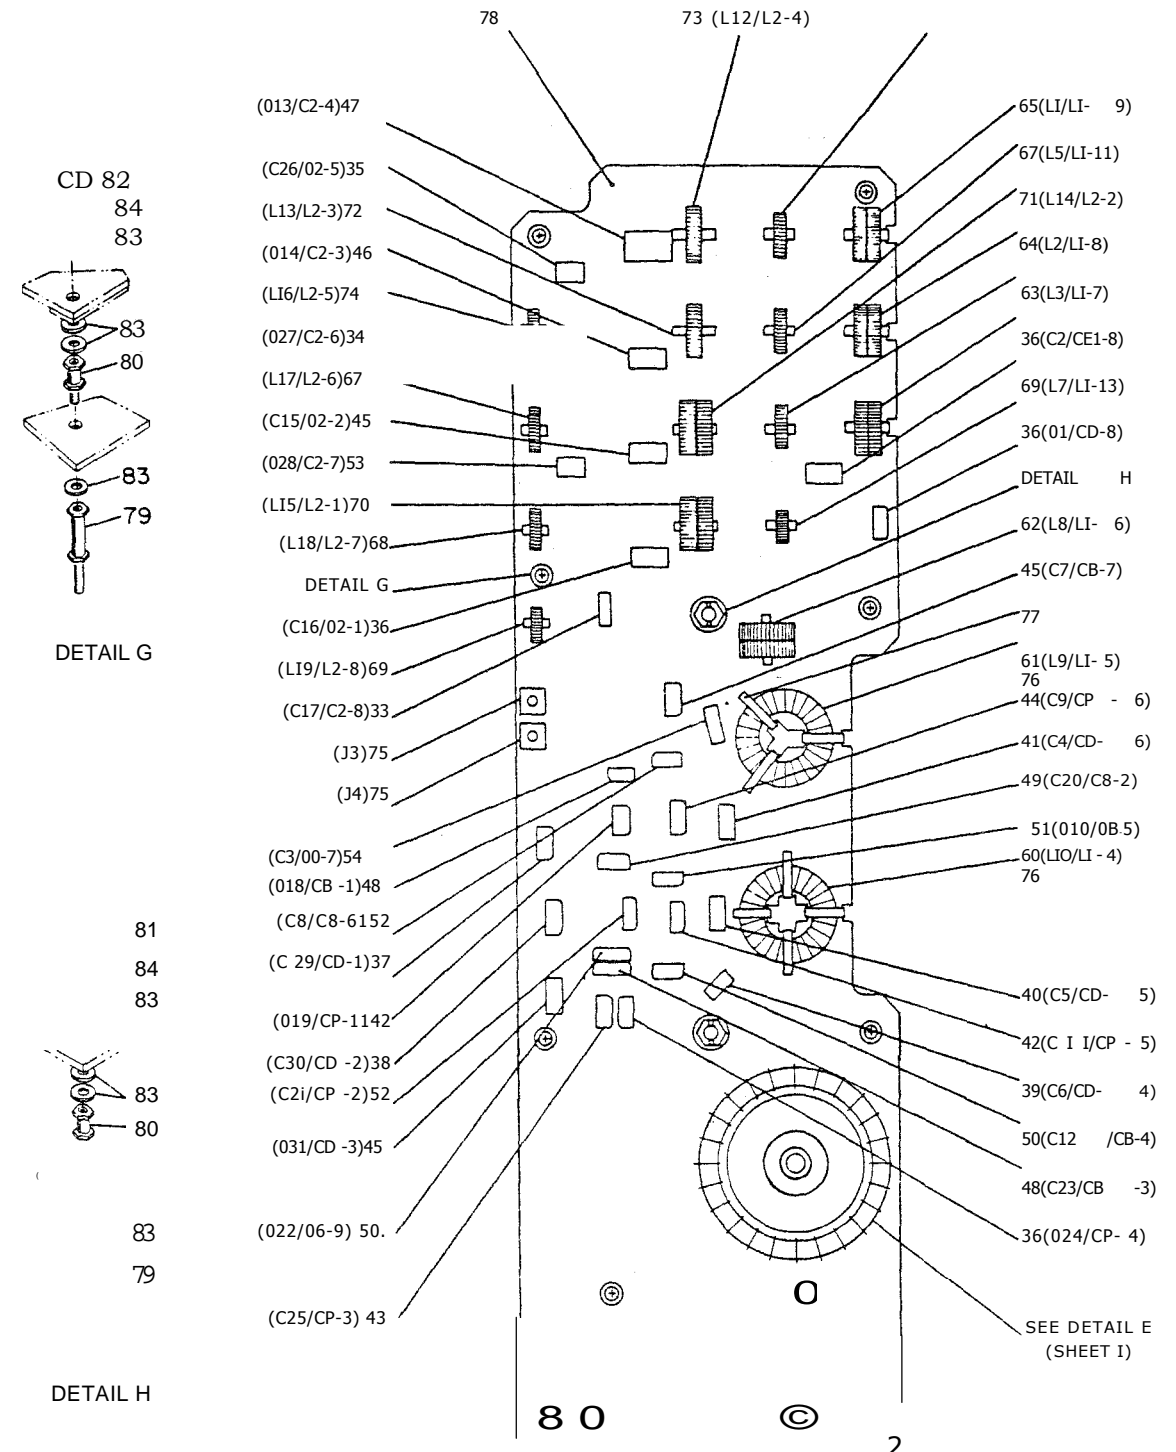 78
73 (L12/L2-4)
(013/C2-4)47
(C26/02-5)35
(L13/L2-3)72
(014/C2-3)46
(LI6/L2-5)74
(027/C2-6)34
(L17/L2-6)67
(C15/02-2)45
(028/C2-7)53
(LI5/L2-1)70
(L18/L2-7)68
DETAIL G
(C16/02-1)36
(LI9/L2-8)69
(C17/C2-8)33
(J3)75
(J4)75
(C3/00-7)54
(018/CB -1)48
(C8/C8-6152
(C 29/CD-1)37
(019/CP-1142
(C30/CD -2)38
(C2i/CP -2)52
(031/CD -3)45
(022/06-9) 50.
(C25/CP-3) 43
65(LI/LI- 9)
67(L5/LI-11)
71(L14/L2-2)
64(L2/LI-8)
63(L3/LI-7)
36(C2/CE1-8)
69(L7/LI-13)
36(01/CD-8)
DETAIL H
62(L8/LI- 6)
45(C7/CB-7)
77
61(L9/LI- 5)
76
44(C9/CP - 6)
41(C4/CD- 6)
49(C20/C8-2)
51(010/0B.5)
60(LIO/LI - 4)
76
40(C5/CD- 5)
42(C I I/CP - 5)
39(C6/CD- 4)
50(C12 /CB-4)
48(C23/CB -3)
36(024/CP- 4)
SEE DETAIL E
(SHEET I)
CD 82
84
83
83
80
83
79
DETAIL G
81
84
83
83
80
83
79
DETAIL H
O
8 0 ©
2